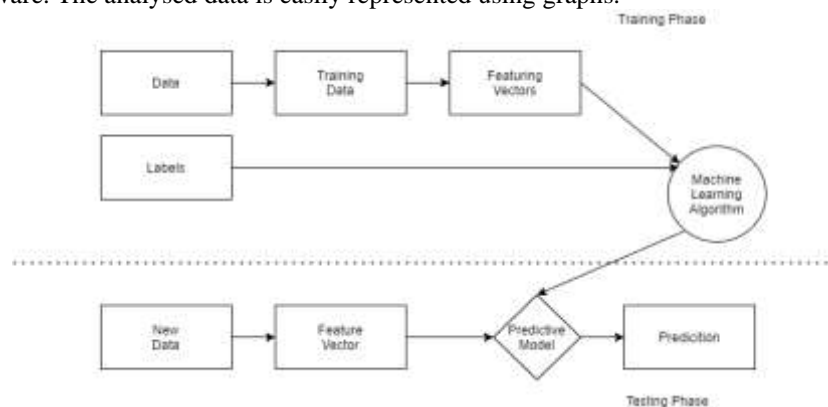 ware. The analysed data is easily represented using graphs.
Training Phase
Data
Training
Data
Featuring
Vectors
Labels
Machine
Learning
Algorithm
New
Data
Feature
Vector
Predictive
Model
Predicition
Testing Phase